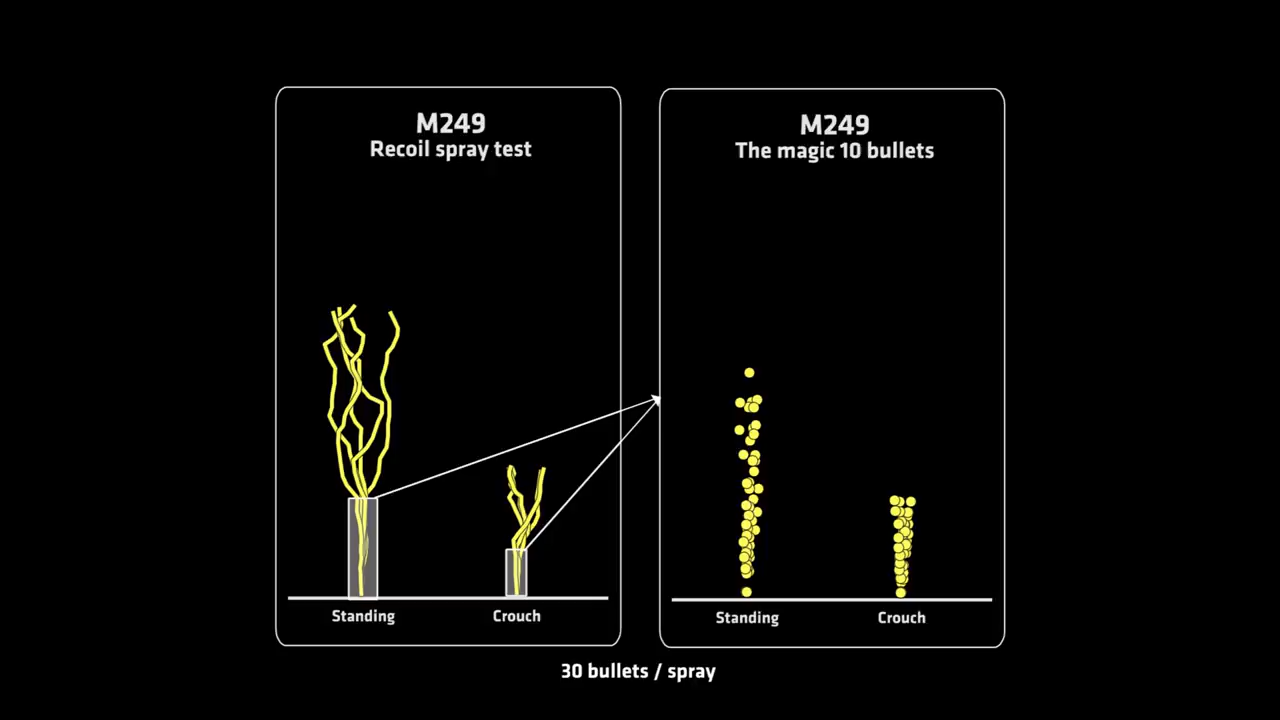 M249
Recoil spray test
Standing
Crouch
M249
The magic 10 bullets
Standing
Crouch
30 bullets / spray